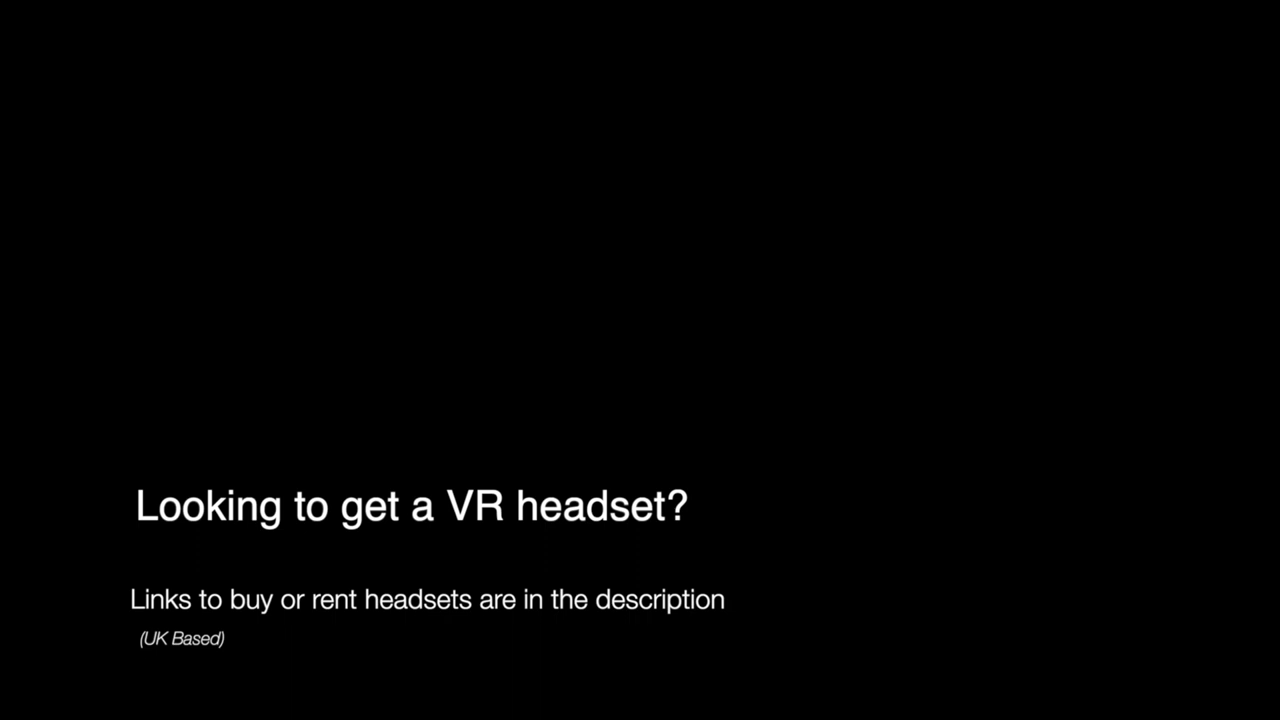 Looking to get a VR headset?
Links to buy or rent headsets are in the description
(UK Based)